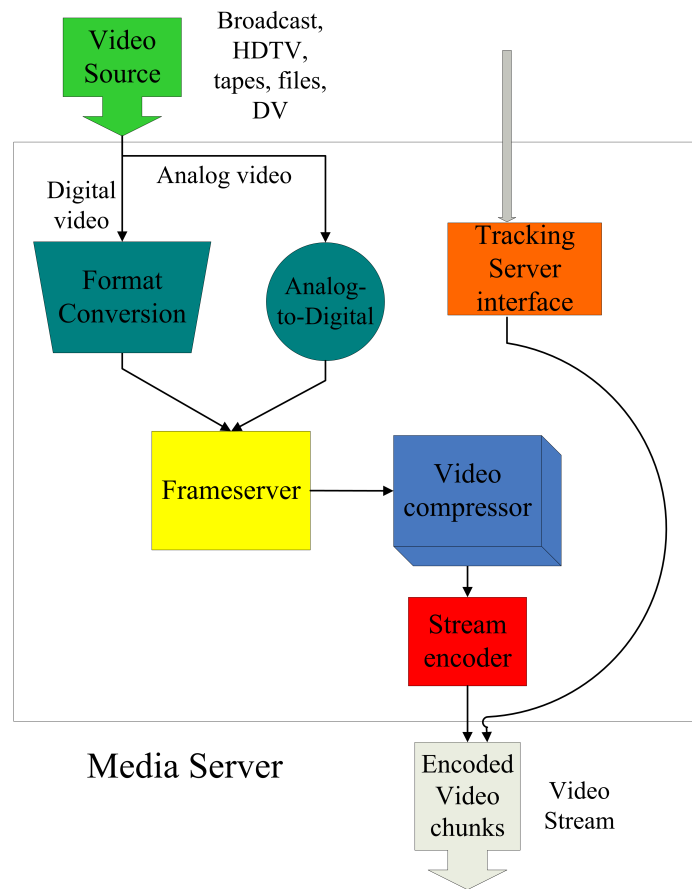 Video
Source
Broadcast,
HDTV,
tapes, files,
DV
Analog video
Digital
video
Format
Conversion
Analog-
to-Digital
Tracking
Server
interface
Frameserver
Video
compressor
Stream
encoder
Media Server
Encoded
Video
chunks
Video
Stream